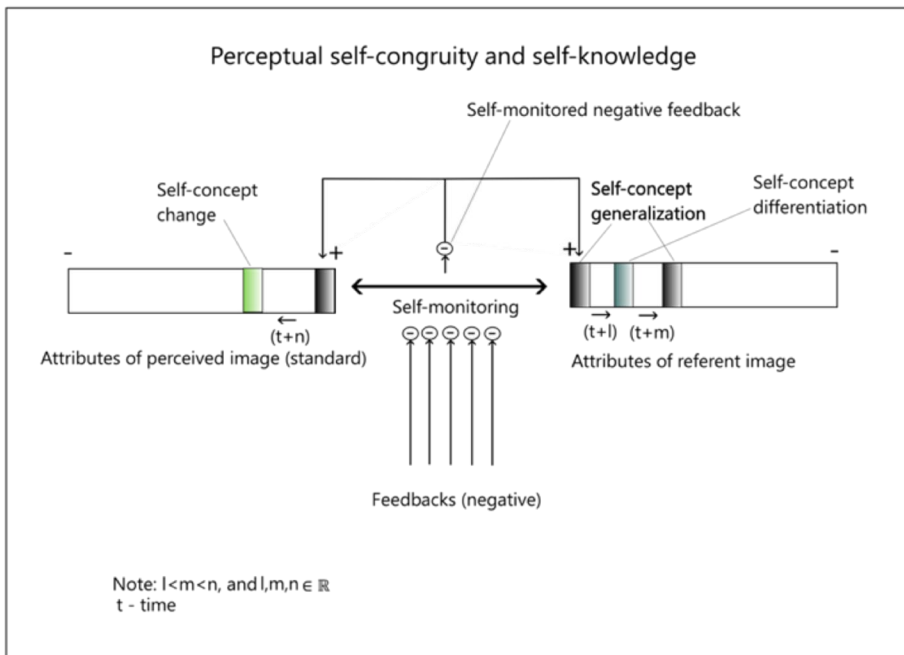 Perceptual self-congruity and self-knowledge
Self-monitored negative feedback
Self-concept
change
Self-concept
generalization
Self-concept
differentiation
-
+
+
-
Self-monitoring
(t+n)
(t+l)
(t+m)
Attributes of perceived image (standard)
Attributes of referent image
Feedbacks (negative)
Note: l<m<n, and l,m,n ∈ ℝ
t - time